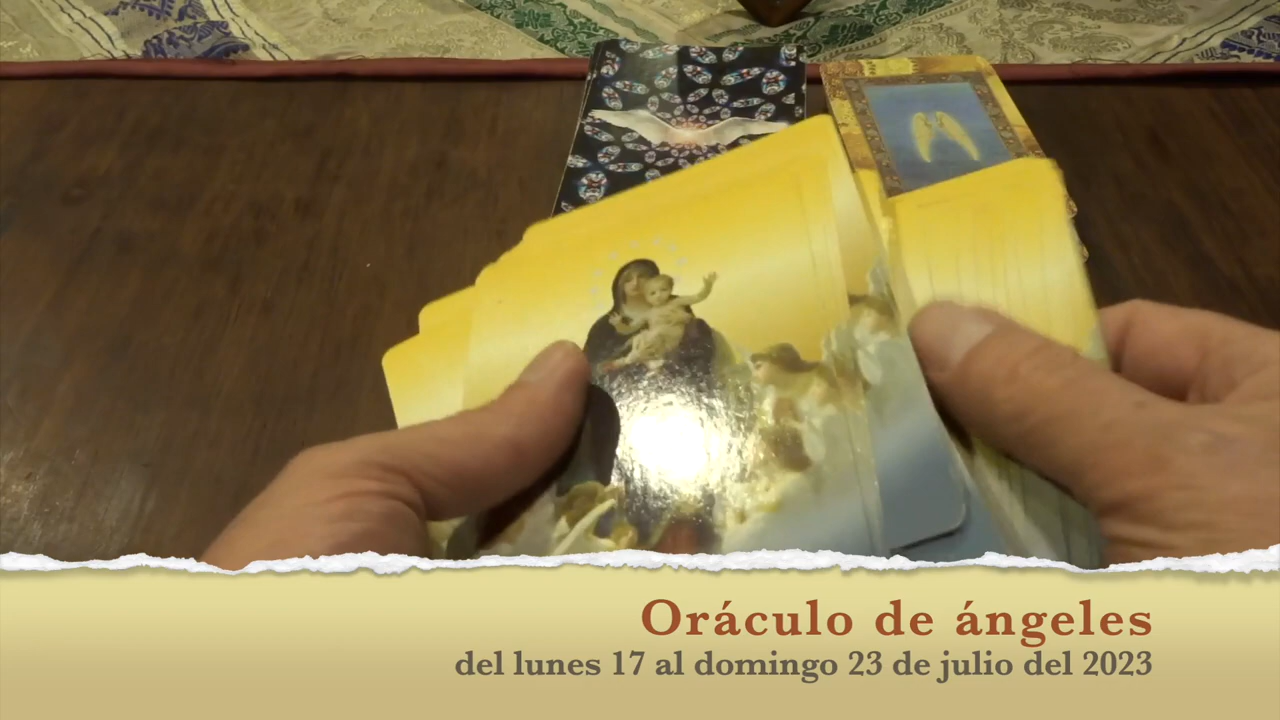 Oráculo de ángeles
del lunes 17 al domingo 23 de julio del 2023